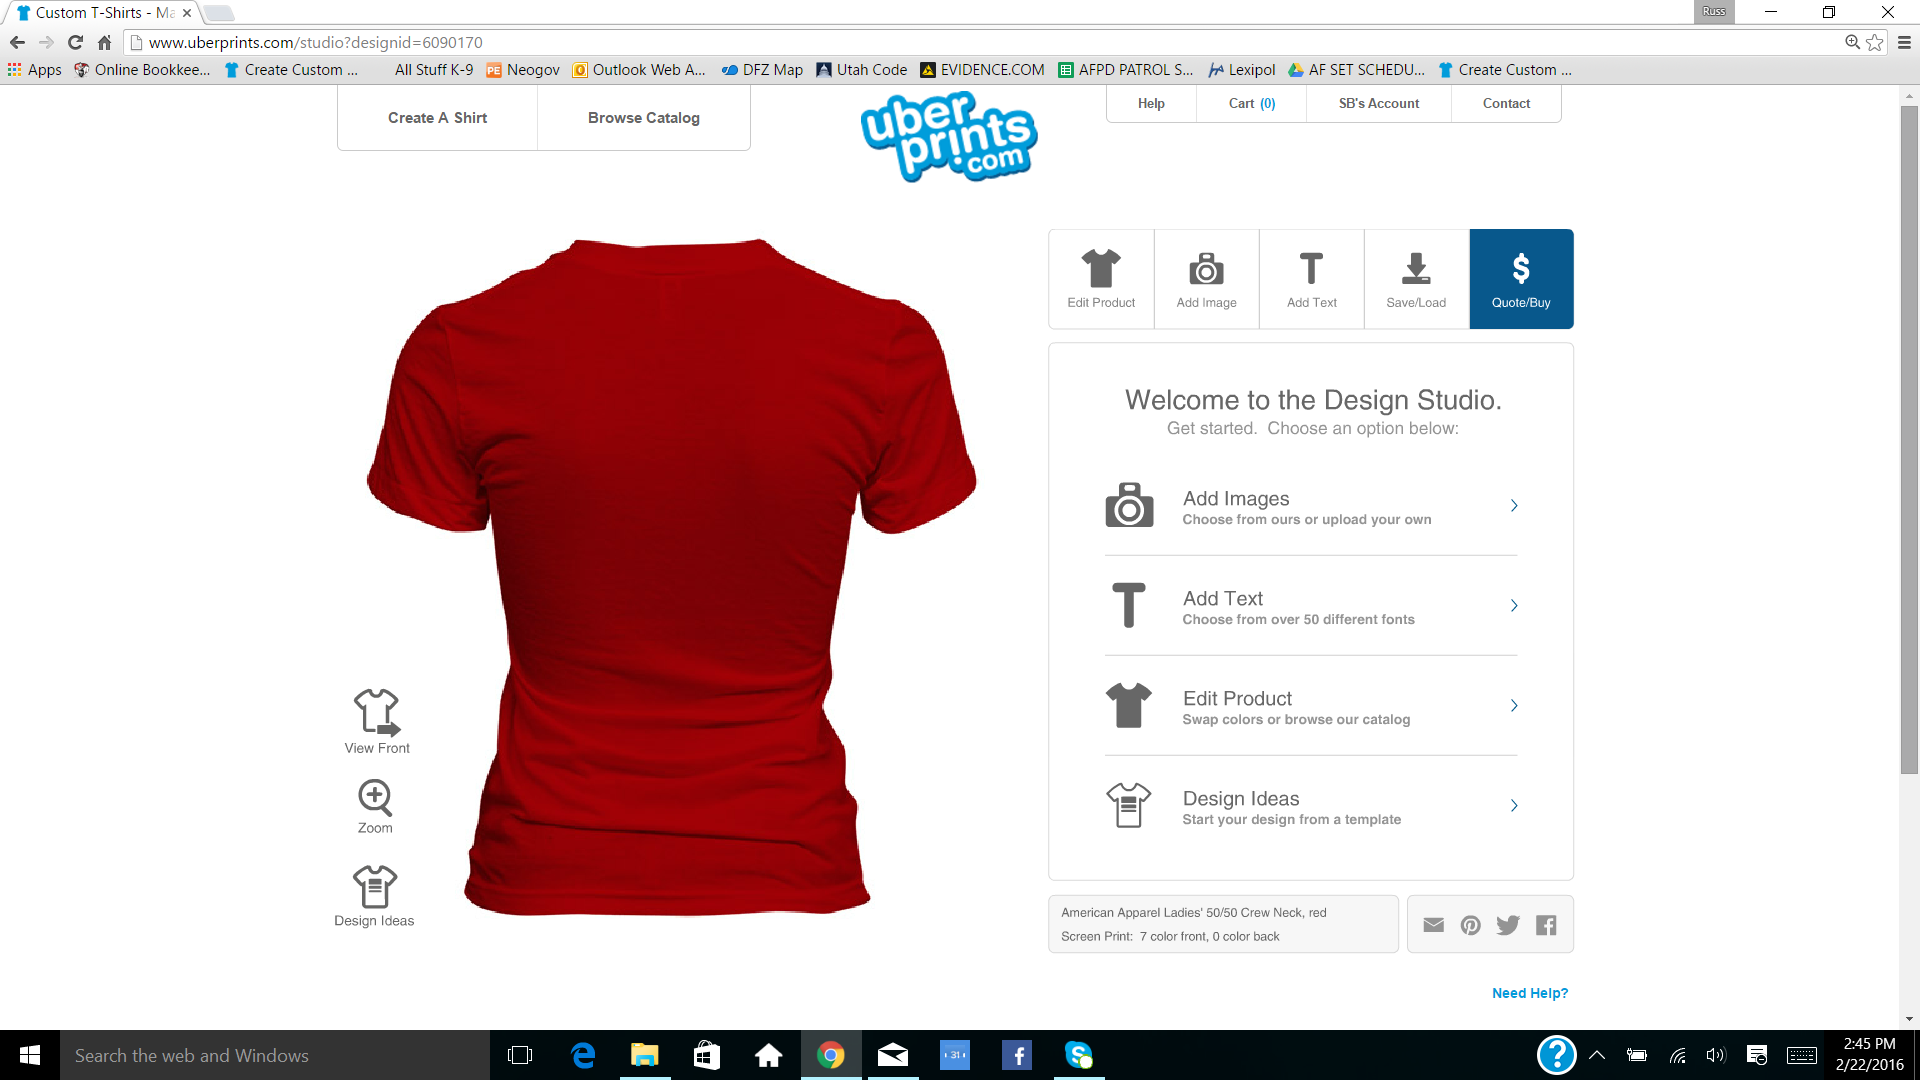 Custom T-Shirts - Ma
Russ
www.uberprints.com/studio?designid=6090170
Apps
Online Bookkee...
Create Custom ...
All Stuff K-9
PE Neogov
Outlook Web A...
DFZ Map
Utah Code
EVIDENCE.COM
AFPD PATROL S...
Lexipol
AF SET SCHEDU...
Create Custom ...
Create A Shirt
Browse Catalog
uber
prints
.com
Help
Cart (0)
SB's Account
Contact
Edit Product
Add Image
Add Text
Save/Load
$
Quote/Buy
Welcome to the Design Studio.
Get started. Choose an option below:
Add Images
Choose from ours or upload your own
Add Text
Choose from over 50 different fonts
Edit Product
Swap colors or browse our catalog
Design Ideas
Start your design from a template
View Front
Zoom
Design Ideas
American Apparel Ladies' 50/50 Crew Neck, red
Screen Print: 7 color front, 0 color back
Need Help?
Search the web and Windows
31
2:45 PM
2/22/2016